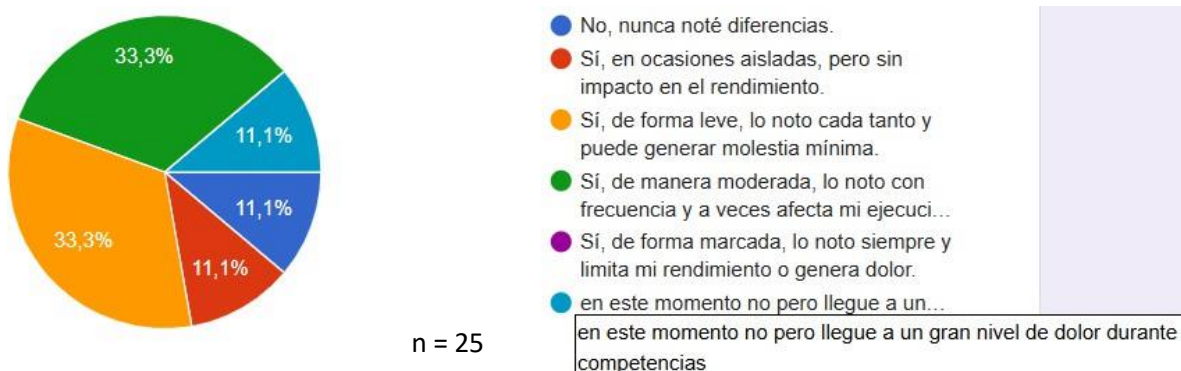 33,3%
11,1%
11,1%
33,3%
11,1%
n = 25
No, nunca noté diferencias.
Sí, en ocasiones aisladas, pero sin
impacto en el rendimiento.
Sí, de forma leve, lo noto cada tanto y
puede generar molestia mínima.
Sí, de manera moderada, lo noto con
frecuencia y a veces afecta mi ejecuci...
Sí, de forma marcada, lo noto siempre y
limita mi rendimiento o genera dolor.
en este momento no pero llegue a un...
en este momento no pero llegue a un gran nivel de dolor durante
competencias